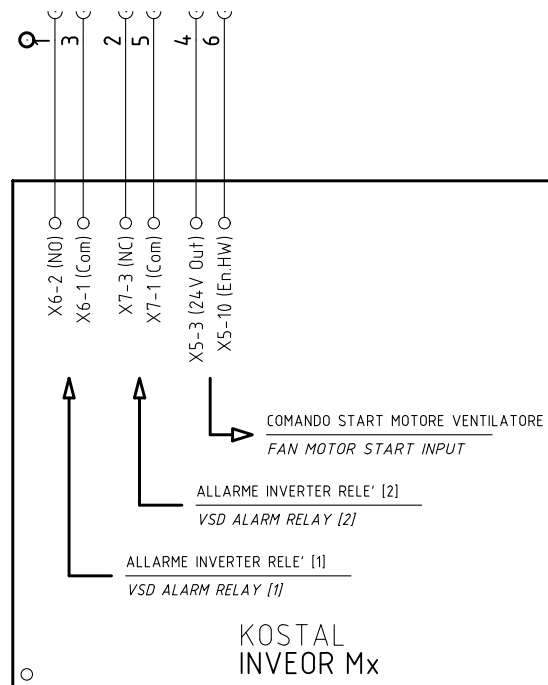 1
3
2
5
4
6
X6-2 (NO)
X6-1 (Com)
X7-3 (NC)
X7-1 (Com)
X5-3 (24V Out)
X5-10 (En.HW)
COMANDO START MOTORE VENTILATORE
FAN MOTOR START INPUT
ALLARME INVERTER RELE' [2]
VSD ALARM RELAY [2]
ALLARME INVERTER RELE' [1]
VSD ALARM RELAY [1]
KOSTAL
INVEOR Mx